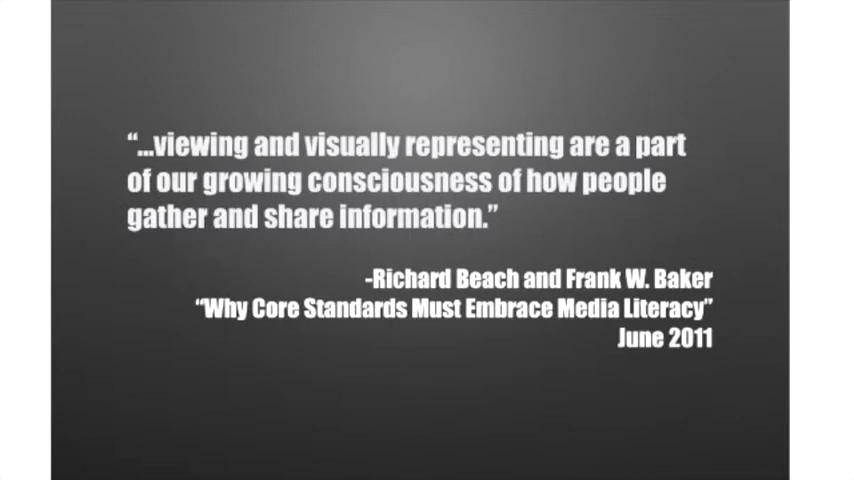 “...viewing and visually representing are a part
of our growing consciousness of how people
gather and share information.”
-Richard Beach and Frank W. Baker
“Why Core Standards Must Embrace Media Literacy”
June 2011